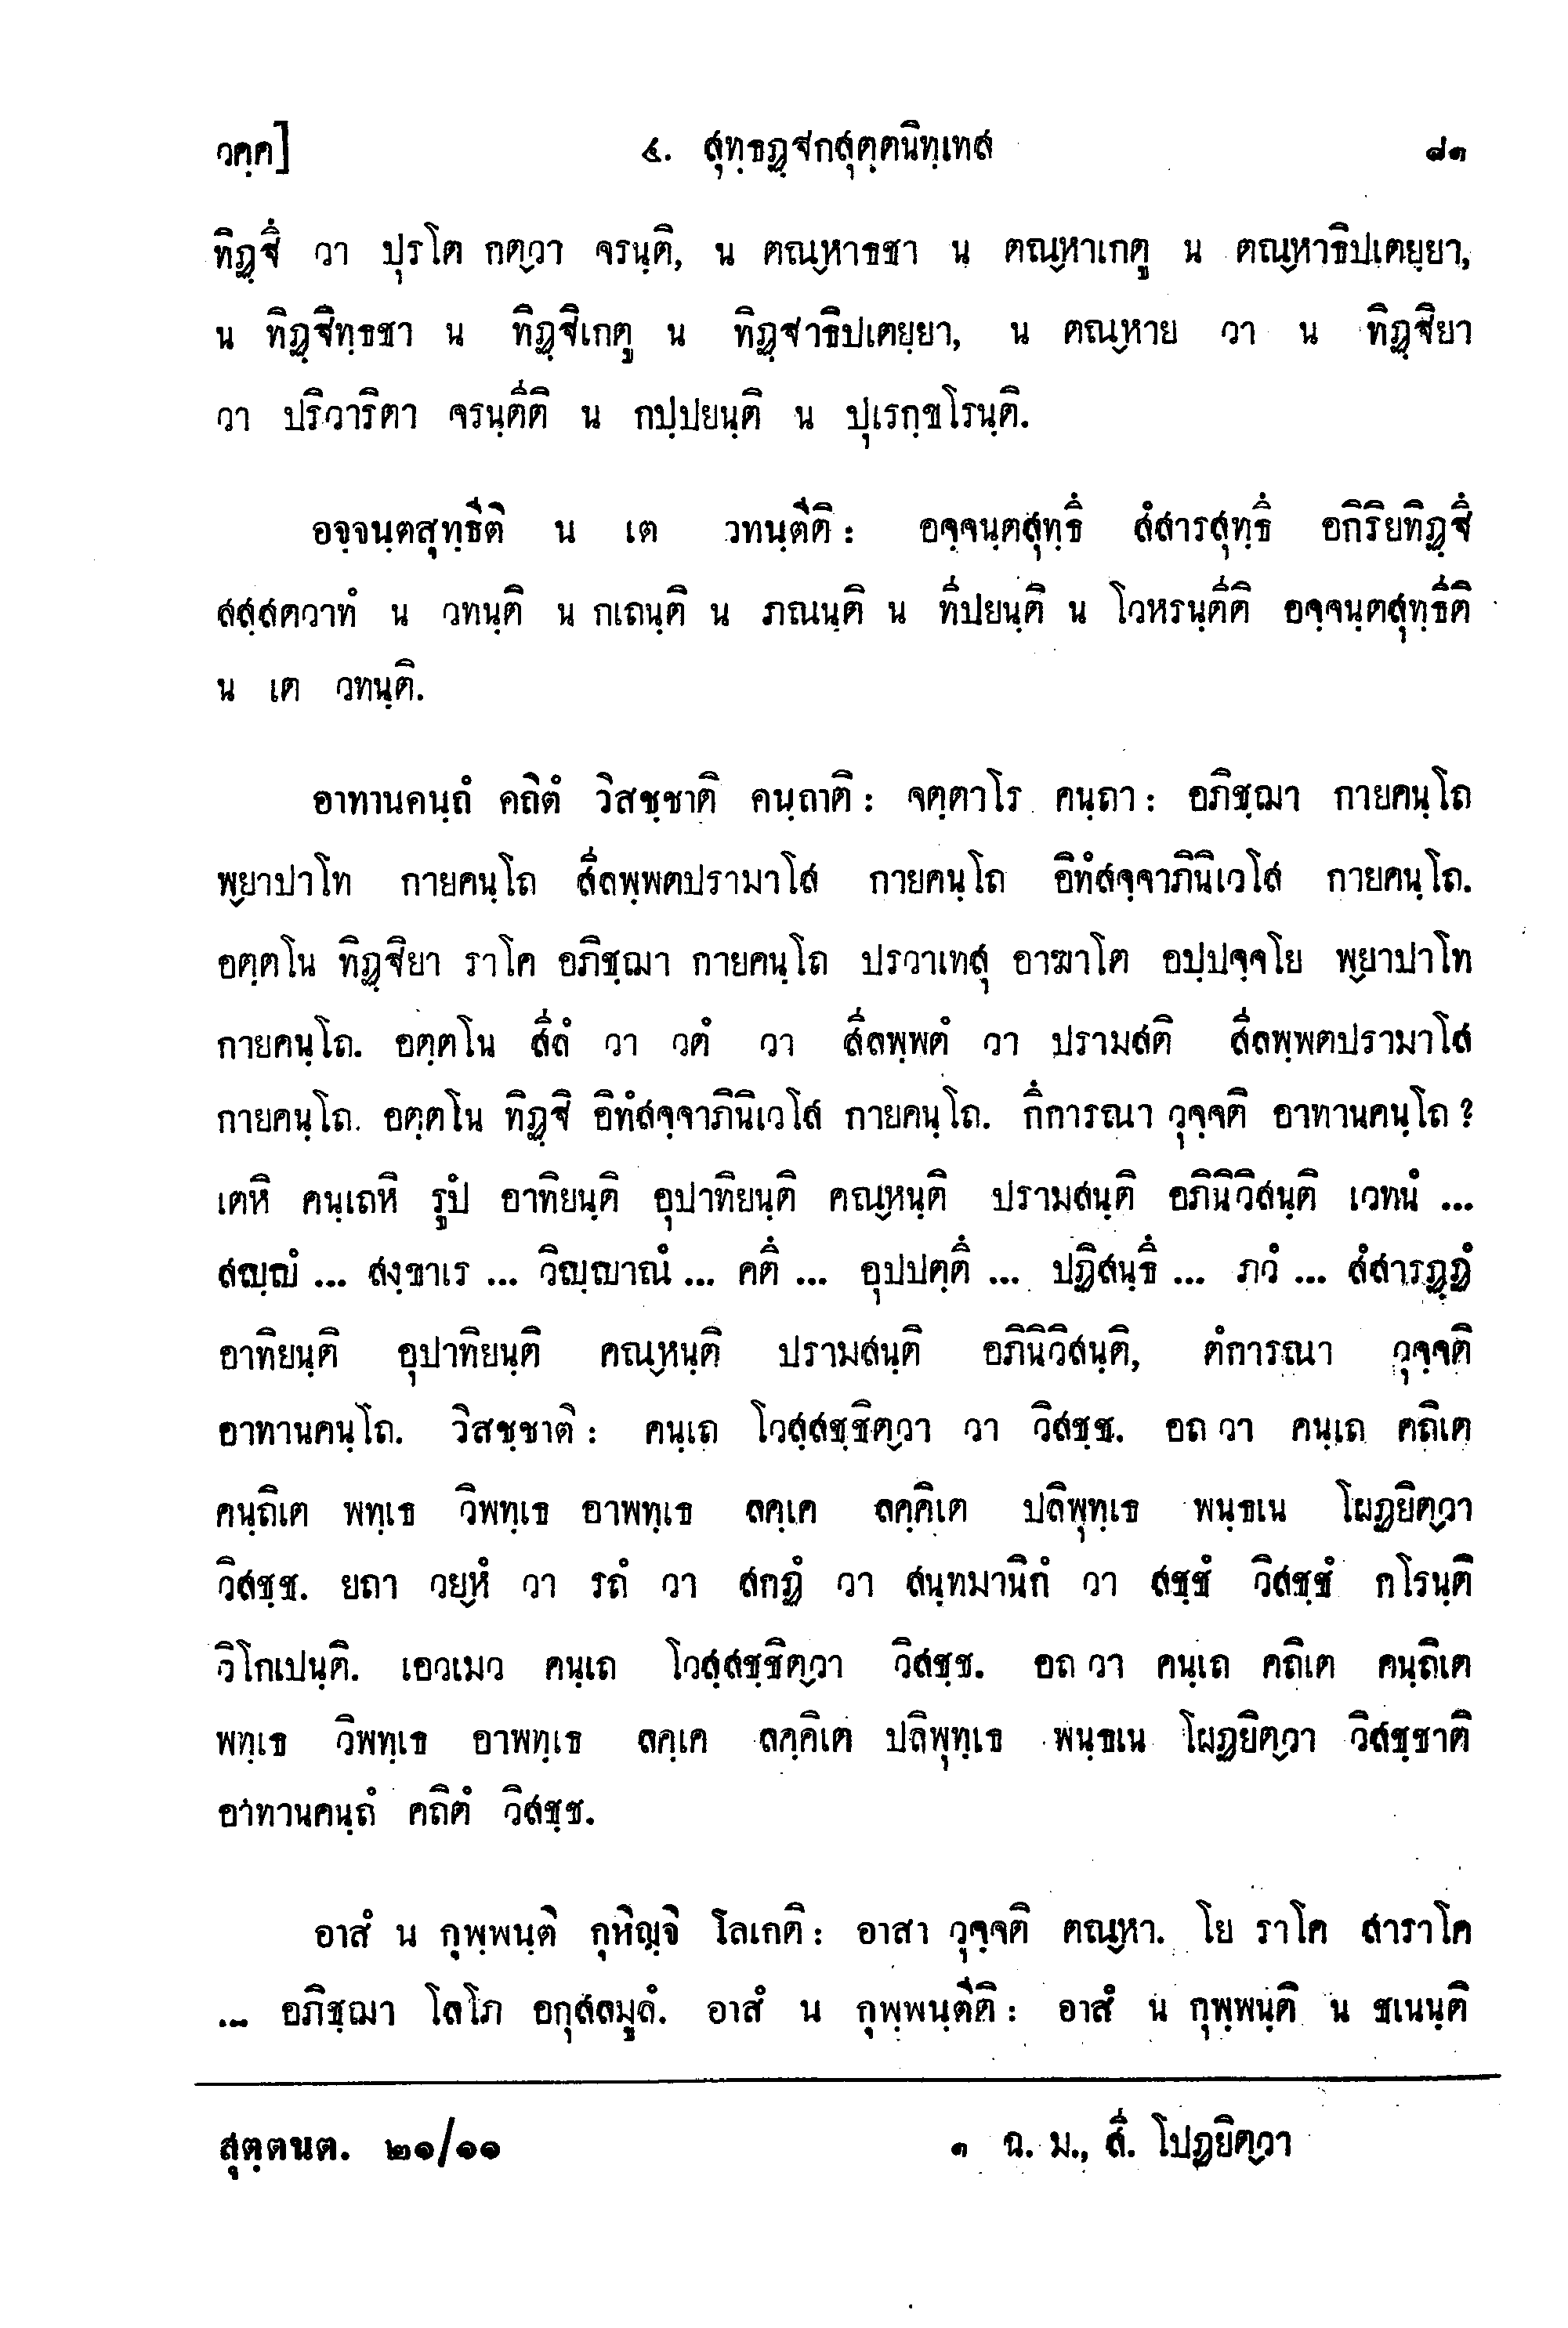 วคฺค]                    ๔. สุทฺธฏฺฐกสุตฺตนิทฺเทส                    ๘๑
ทิฏฺฐึ วา ปุรโต กตฺวา จรนฺติ, น ตณฺหาธชา น ตณฺหาเกตู น ตณฺหาธิปเตยฺยา,
น ทิฏฺฐิทฺธชา น ทิฏฺฐิเกตู น ทิฏฺฐาธิปเตยฺยา, น ตณฺหาย วา น ทิฏฺฐิยา
วา ปริวาริตา จรนฺตีติ น กปฺปยนฺติ น ปุเรกฺขโรนฺติ.
อจฺจนฺตสุทฺธีติ น เต วทนฺตีติ: อจฺจนฺตสุทฺธึ สํสารสุทฺธึ อกิริยทิฏฺฐึ
สสฺสตวาทํ น วทนฺติ น กเถนฺติ น ภณนฺติ น ทีปยนฺติ น โวหรนฺตีติ อจฺจนฺตสุทฺธีติ
น เต วทนฺติ.
อาทานคนฺถํ คถิตํ วิสชฺชาติ คนฺถาติ: จตฺตาโร คนฺถา: อภิชฺฌา กายคนฺโถ
พฺยาปาโท กายคนฺโถ สีลพฺพตปรามาโส กายคนฺโถ อิทํสจฺจาภินิเวโส กายคนฺโถ.
อตฺตโน ทิฏฺฐิยา ราโค อภิชฺฌา กายคนฺโถ ปรวาเทสุ อาฆาโต อปฺปจฺจโย พฺยาปาโท
กายคนฺโถ. อตฺตโน สีลํ วา วตํ วา สีลพฺพตํ วา ปรามสติ สีลพฺพตปรามาโส
กายคนฺโถ. อตฺตโน ทิฏฺฐิ อิทํสจฺจาภินิเวโส กายคนฺโถ. กึการณา วุจฺจติ อาทานคนฺโถ ?
เตหิ คนฺเถหิ รูปํ อาทิยนฺติ อุปาทิยนฺติ คณฺหนฺติ ปรามสนฺติ อภินิวิสนฺติ เวทนํ ...
สญฺญํ ... สงฺขาเร ... วิญฺญาณํ ... คตึ ... อุปปตฺตึ ... ปฏิสนฺธึ ... ภวํ ... สํสารวฏฺฏํ
อาทิยนฺติ อุปาทิยนฺติ คณฺหนฺติ ปรามสนฺติ อภินิวิสนฺติ, ตํการณา วุจฺจติ
อาทานคนฺโถ. วิสชฺชาติ: คนฺเถ โวสฺสชฺชิตฺวา วา วิสชฺช. อถ วา คนฺเถ คถิเต
คนฺถิเต พทฺเธ วิพทฺเธ อาพทฺเธ ลคฺเค ลคฺคิเต ปลิพุทฺเธ พนฺธเน โผฏยิตฺวา
วิสชฺช. ยถา วยฺหํ วา รถํ วา สกฏํ วา สนฺทมานิกํ วา สชฺชํ วิสชฺชํ กโรนฺติ
วิโกเปนฺติ. เอวเมว คนฺเถ โวสฺสชฺชิตฺวา วิสชฺช. อถ วา คนฺเถ คถิเต คนฺถิเต
พทฺเธ วิพทฺเธ อาพทฺเธ ลคฺเค ลคฺคิเต ปลิพุทฺเธ พนฺธเน โผฏยิตฺวา วิสชฺชาติ
อาทานคนฺถํ คถิตํ วิสชฺช.
อาสํ น กุพฺพนฺติ กุหิญฺจิ โลเกติ: อาสา วุจฺจติ ตณฺหา. โย ราโค สาราโค
... อภิชฺฌา โลโภ อกุสลมูลํ. อาสํ น กุพฺพนฺตีติ: อาสํ น กุพฺพนฺติ น ชเนนฺติ
สุตฺตนต. ๒๑/๑๑                    ๑ ฉ. ม., สี. โปฏยิตฺวา